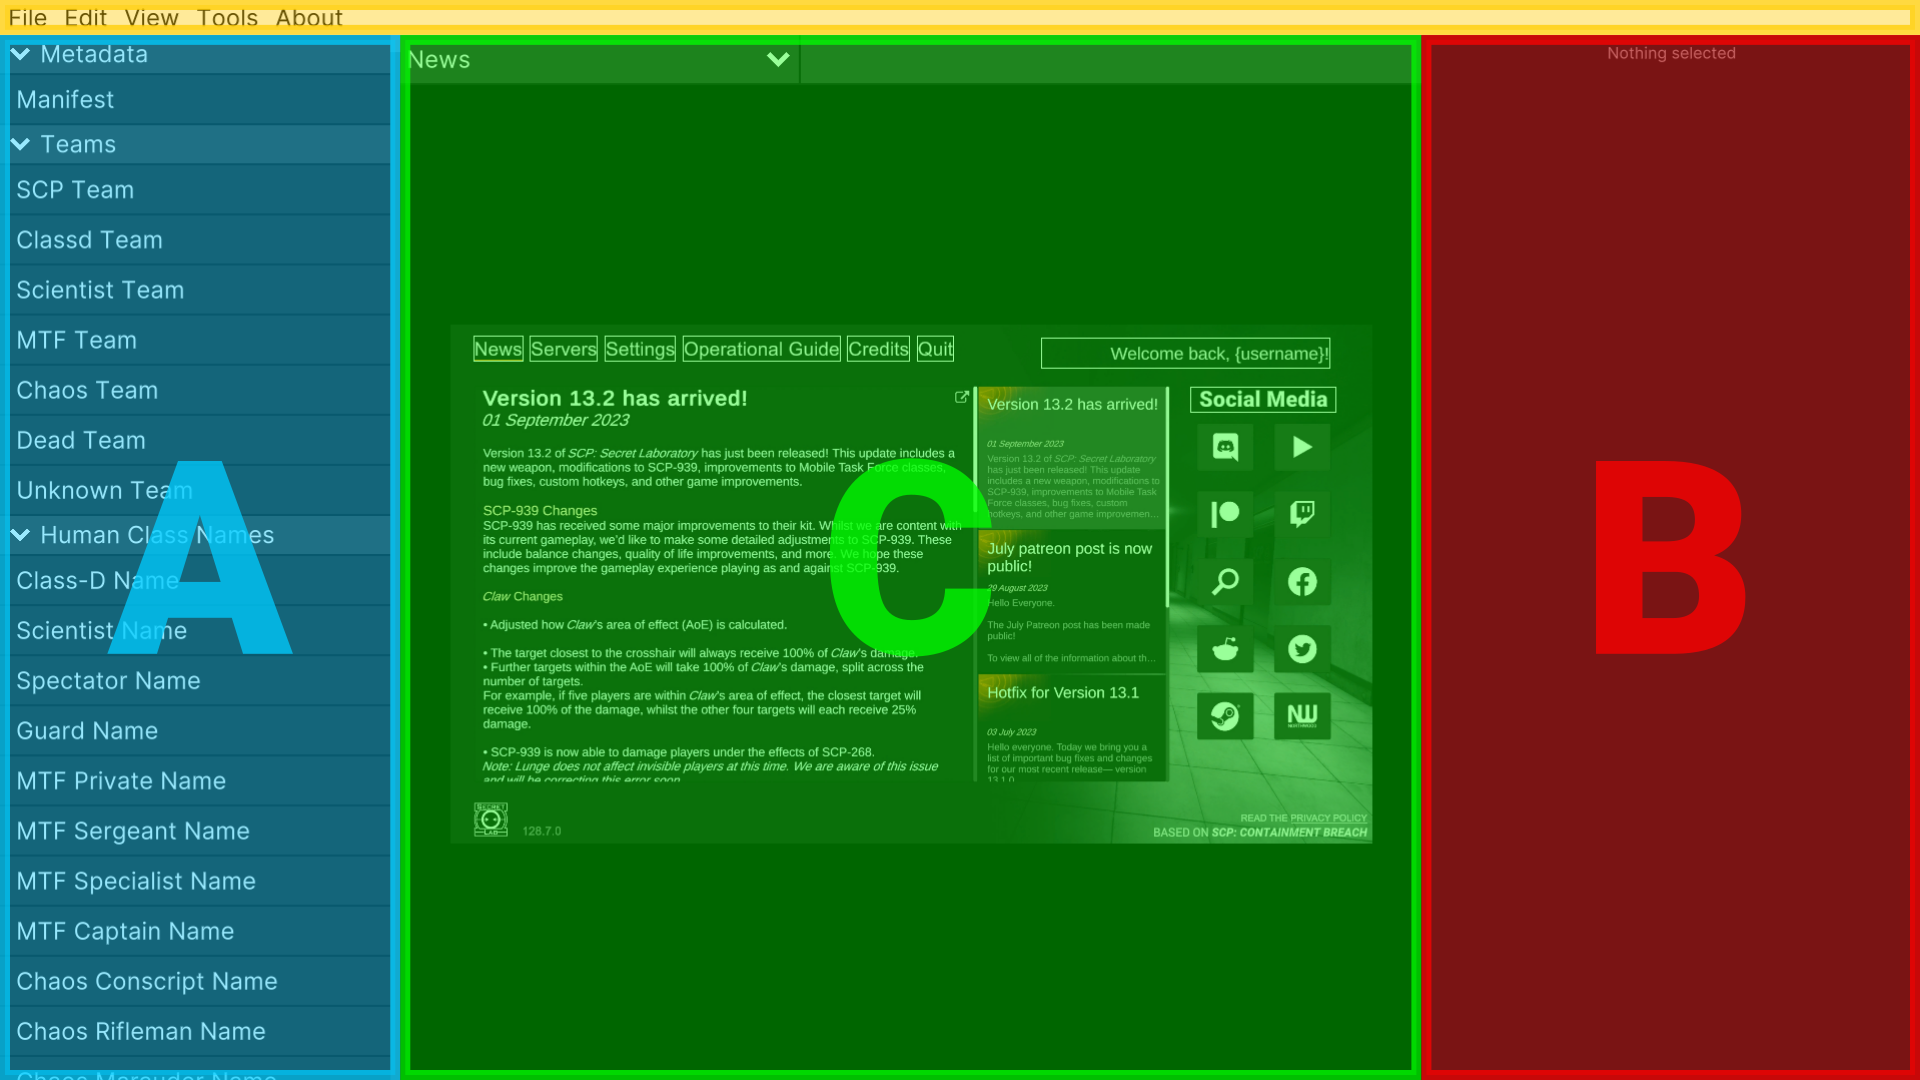 File Edit View Tools About
Metadata
Manifest
Teams
SCP Team
Classd Team
Scientist Team
MTF Team
Chaos Team
Dead Team
Unknown Team
Human Class Names
Class-D Name
Scientist Name
Spectator Name
Guard Name
MTF Private Name
MTF Sergeant Name
MTF Specialist Name
MTF Captain Name
Chaos Conscript Name
Chaos Rifleman Name
Chaos Marauder Name
A
News
News Servers Settings Operational Guide Credits Quit
Welcome back, {username}!
Version 13.2 has arrived!
01 September 2023
Version 13.2 of SCP: Secret Laboratory has just been released! This update includes a
new weapon, modifications to SCP-939, improvements to Mobile Task Force classes,
bug fixes, custom hotkeys, and other game improvements.
SCP-939 Changes
SCP-939 has received some major improvements to their kit. Whilst we are content with
its current gameplay, we'd like to make some detailed adjustments to SCP-939. These
include balance changes, quality of life improvements, and more. We hope these
changes improve the gameplay experience playing as and against SCP-939.
Claw Changes
• Adjusted how Claw's area of effect (AoE) is calculated.
• The target closest to the crosshair will always receive 100% of Claw's damage.
• Further targets within the AoE will take 100% of Claw's damage, split across the
number of targets.
For example, if five players are within Claw's area of effect, the closest target will
receive 100% of the damage, whilst the other four targets will each receive 25%
damage.
• SCP-939 is now able to damage players under the effects of SCP-268.
Note: Lunge does not affect invisible players at this time. We are aware of this issue
and will be correcting this error soon.
Version 13.2 has arrived!
01 September 2023
Version 13.2 of SCP: Secret Laboratory
has just been released! This update
includes a new weapon, modifications to
SCP-939, improvements to Mobile Task
Force classes, bug fixes, custom
hotkeys, and other game improvemen...
July patreon post is now
public!
29 August 2023
Hello Everyone.
The July Patreon post has been made
public!
To view all of the information about th...
Hotfix for Version 13.1
03 July 2023
Hello everyone. Today we bring you a
list of important bug fixes and changes
for our most recent release— version
13.1.0
Social Media
NW
SECRET
LAB
128.7.0
READ THE PRIVACY POLICY
BASED ON SCP: CONTAINMENT BREACH
C
Nothing selected
B